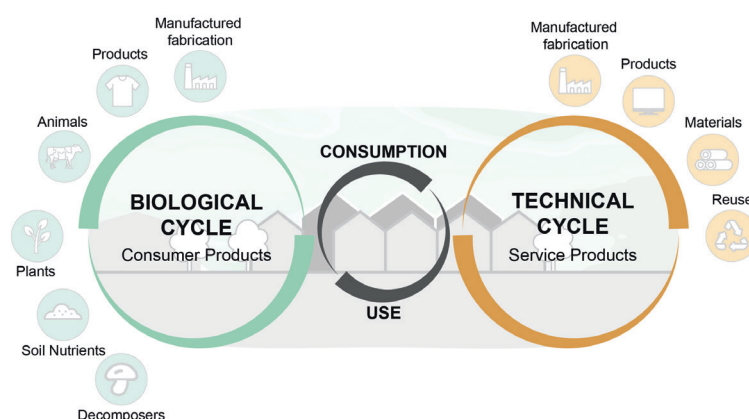 Manufactured
fabrication
Products
Animals
Plants
Soil Nutrients
Decomposers
BIOLOGICAL
CYCLE
Consumer Products
CONSUMPTION
USE
TECHNICAL
CYCLE
Service Products
Manufactured
fabrication
Products
Materials
Reuse